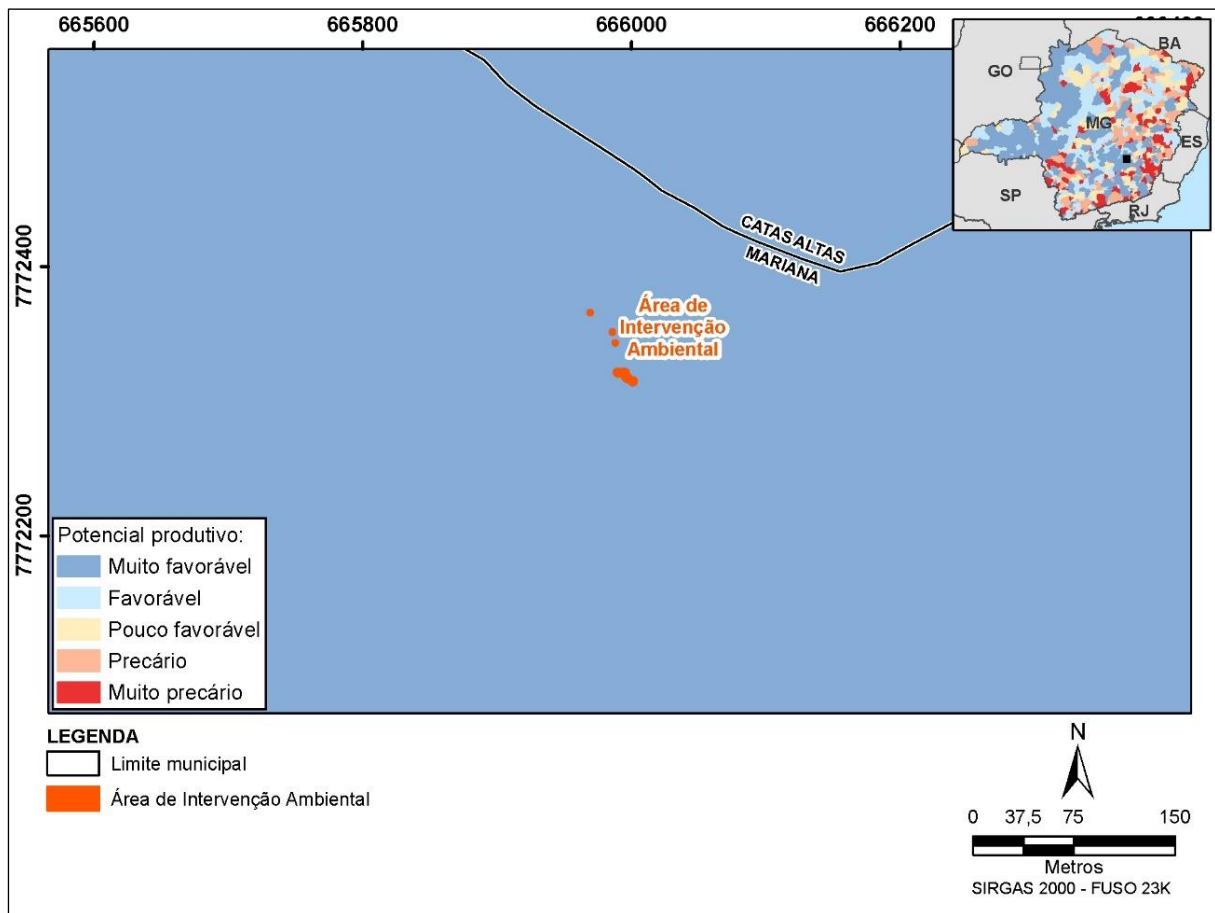 665600
665800
666000
666200
BA
GO
MG
ES
SP
RJ
7772400
7772200
CATAS ALTAS
MARIANA
Área de
Intervenção
Ambiental
Potencial produtivo:
Muito favorável
Favorável
Pouco favorável
Precário
Muito precário
LEGENDA
Limite municipal
Área de Intervenção Ambiental
N
0 37,5 75 150
Metros
SIRGAS 2000 - FUSO 23K